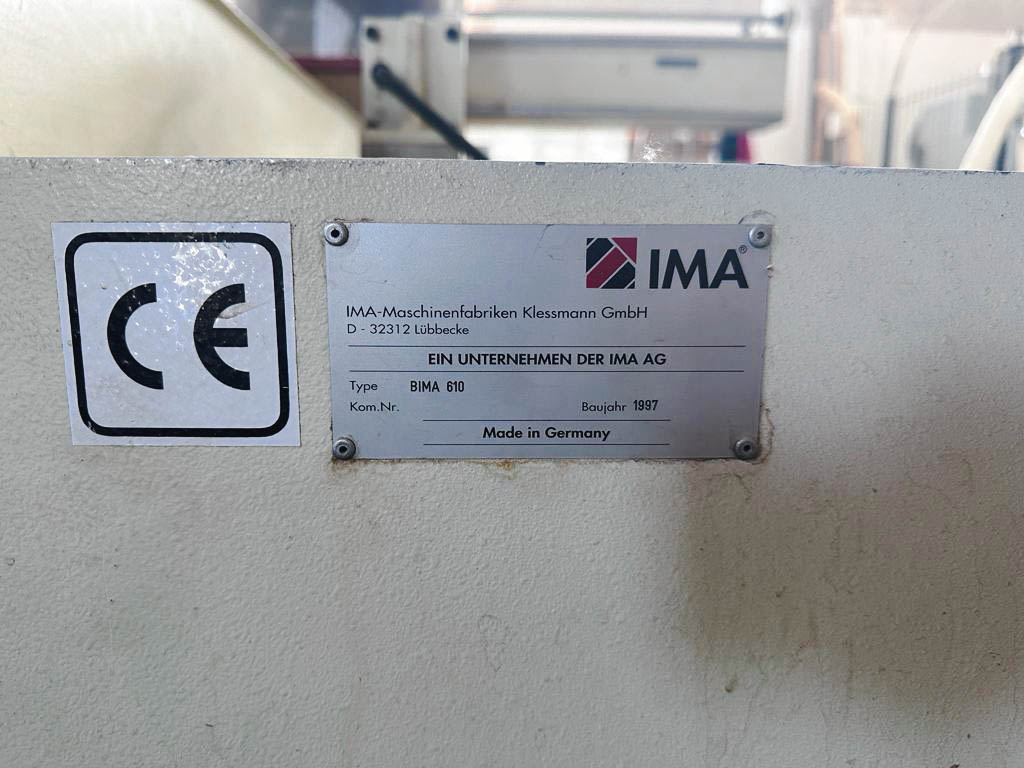 CE
IMA®
IMA-Maschinenfabriken Klessmann GmbH
D - 32312 Lübbecke
EIN UNTERNEHMEN DER IMA AG
Type BIMA 610
Kom.Nr. Baujahr 1997
Made in Germany